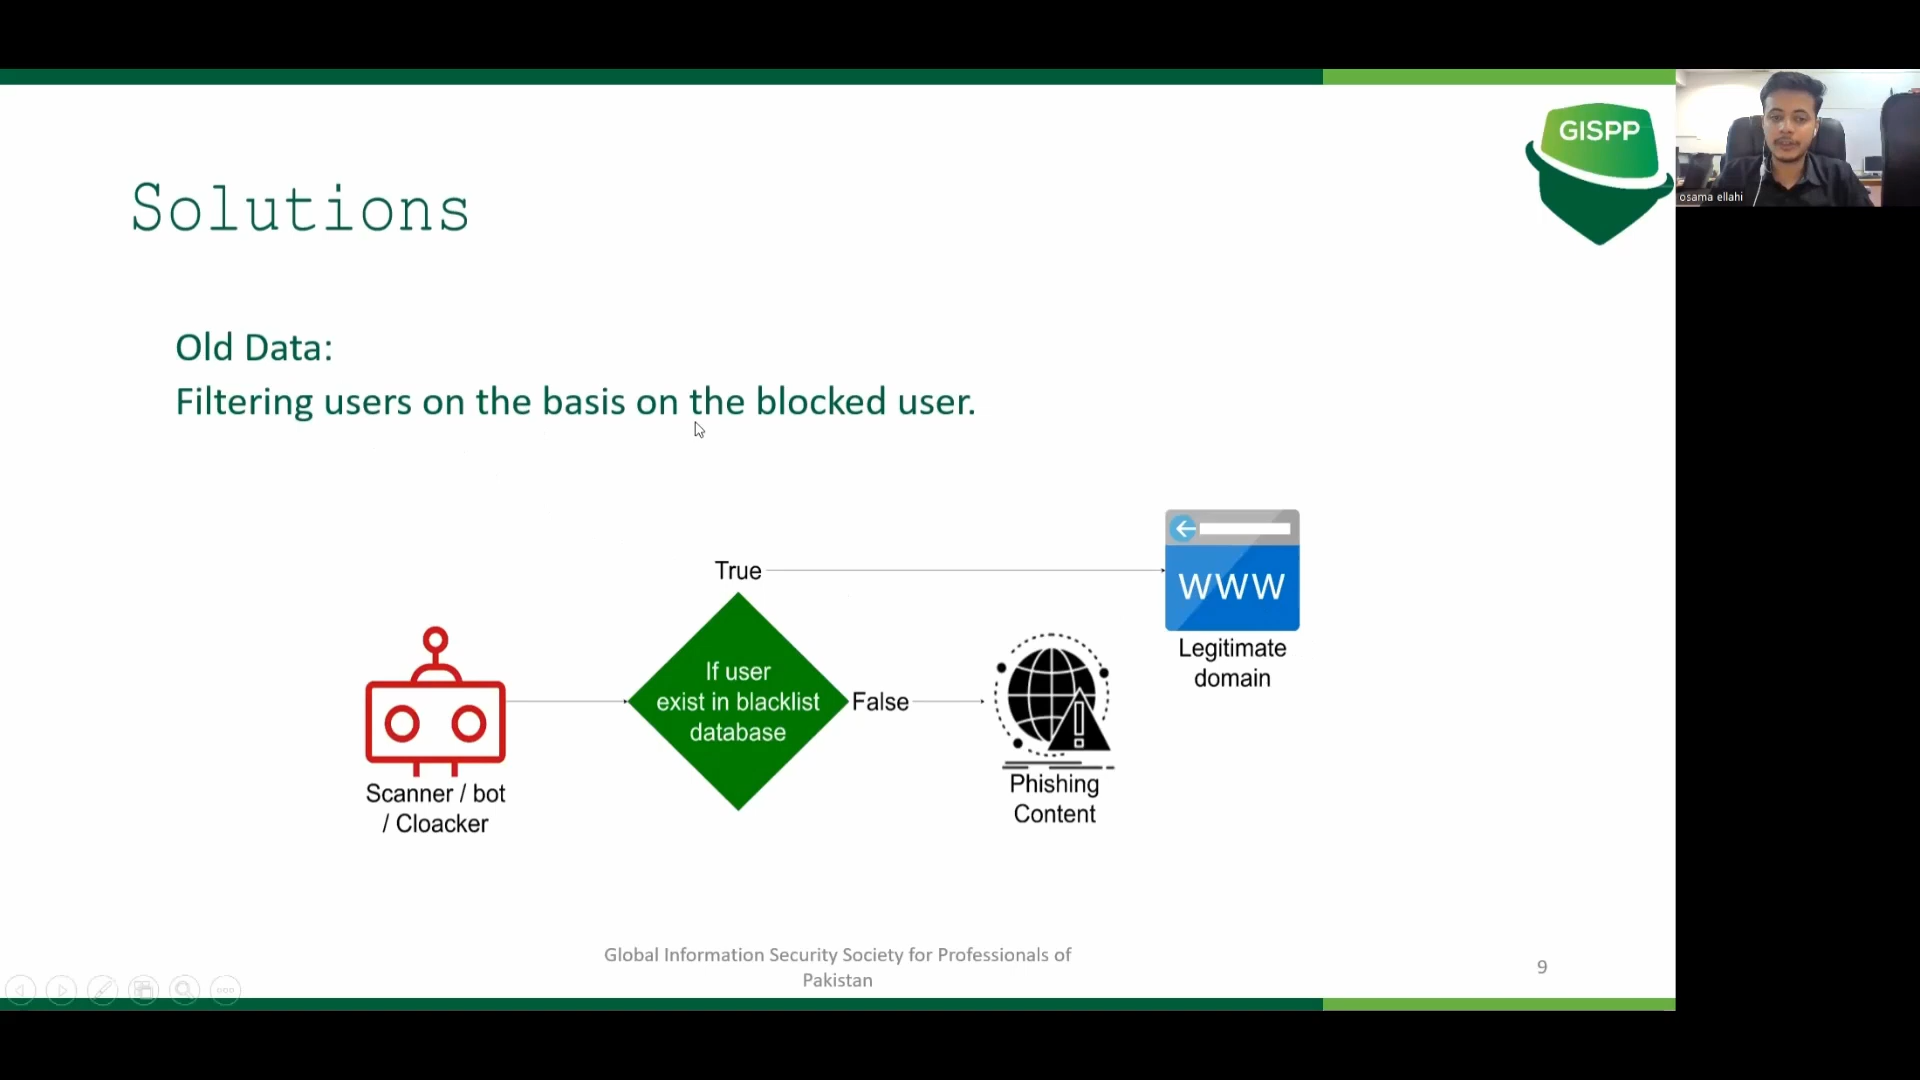 GISPP
osama ellahi
Solutions
Old Data:
Filtering users on the basis on the blocked user.
True
WWW
Legitimate
domain
If user
exist in blacklist
database
False
Scanner / bot
/ Cloacker
Phishing
Content
Global Information Security Society for Professionals of
Pakistan
9